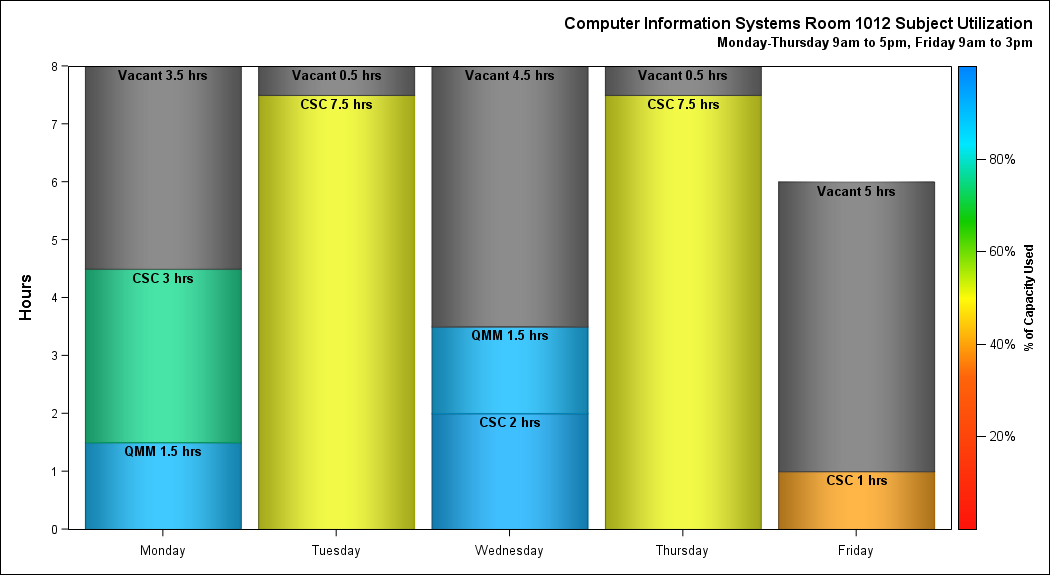 Computer Information Systems Room 1012 Subject Utilization
Monday-Thursday 9am to 5pm, Friday 9am to 3pm
8
7
6
5
4
3
2
1
0
Hours
Vacant 3.5 hrs
CSC 3 hrs
QMM 1.5 hrs
Vacant 0.5 hrs
CSC 7.5 hrs
Vacant 4.5 hrs
QMM 1.5 hrs
CSC 2 hrs
Vacant 0.5 hrs
CSC 7.5 hrs
Vacant 5 hrs
CSC 1 hrs
Monday
Tuesday
Wednesday
Thursday
Friday
80%
60%
40%
20%
% of Capacity Used